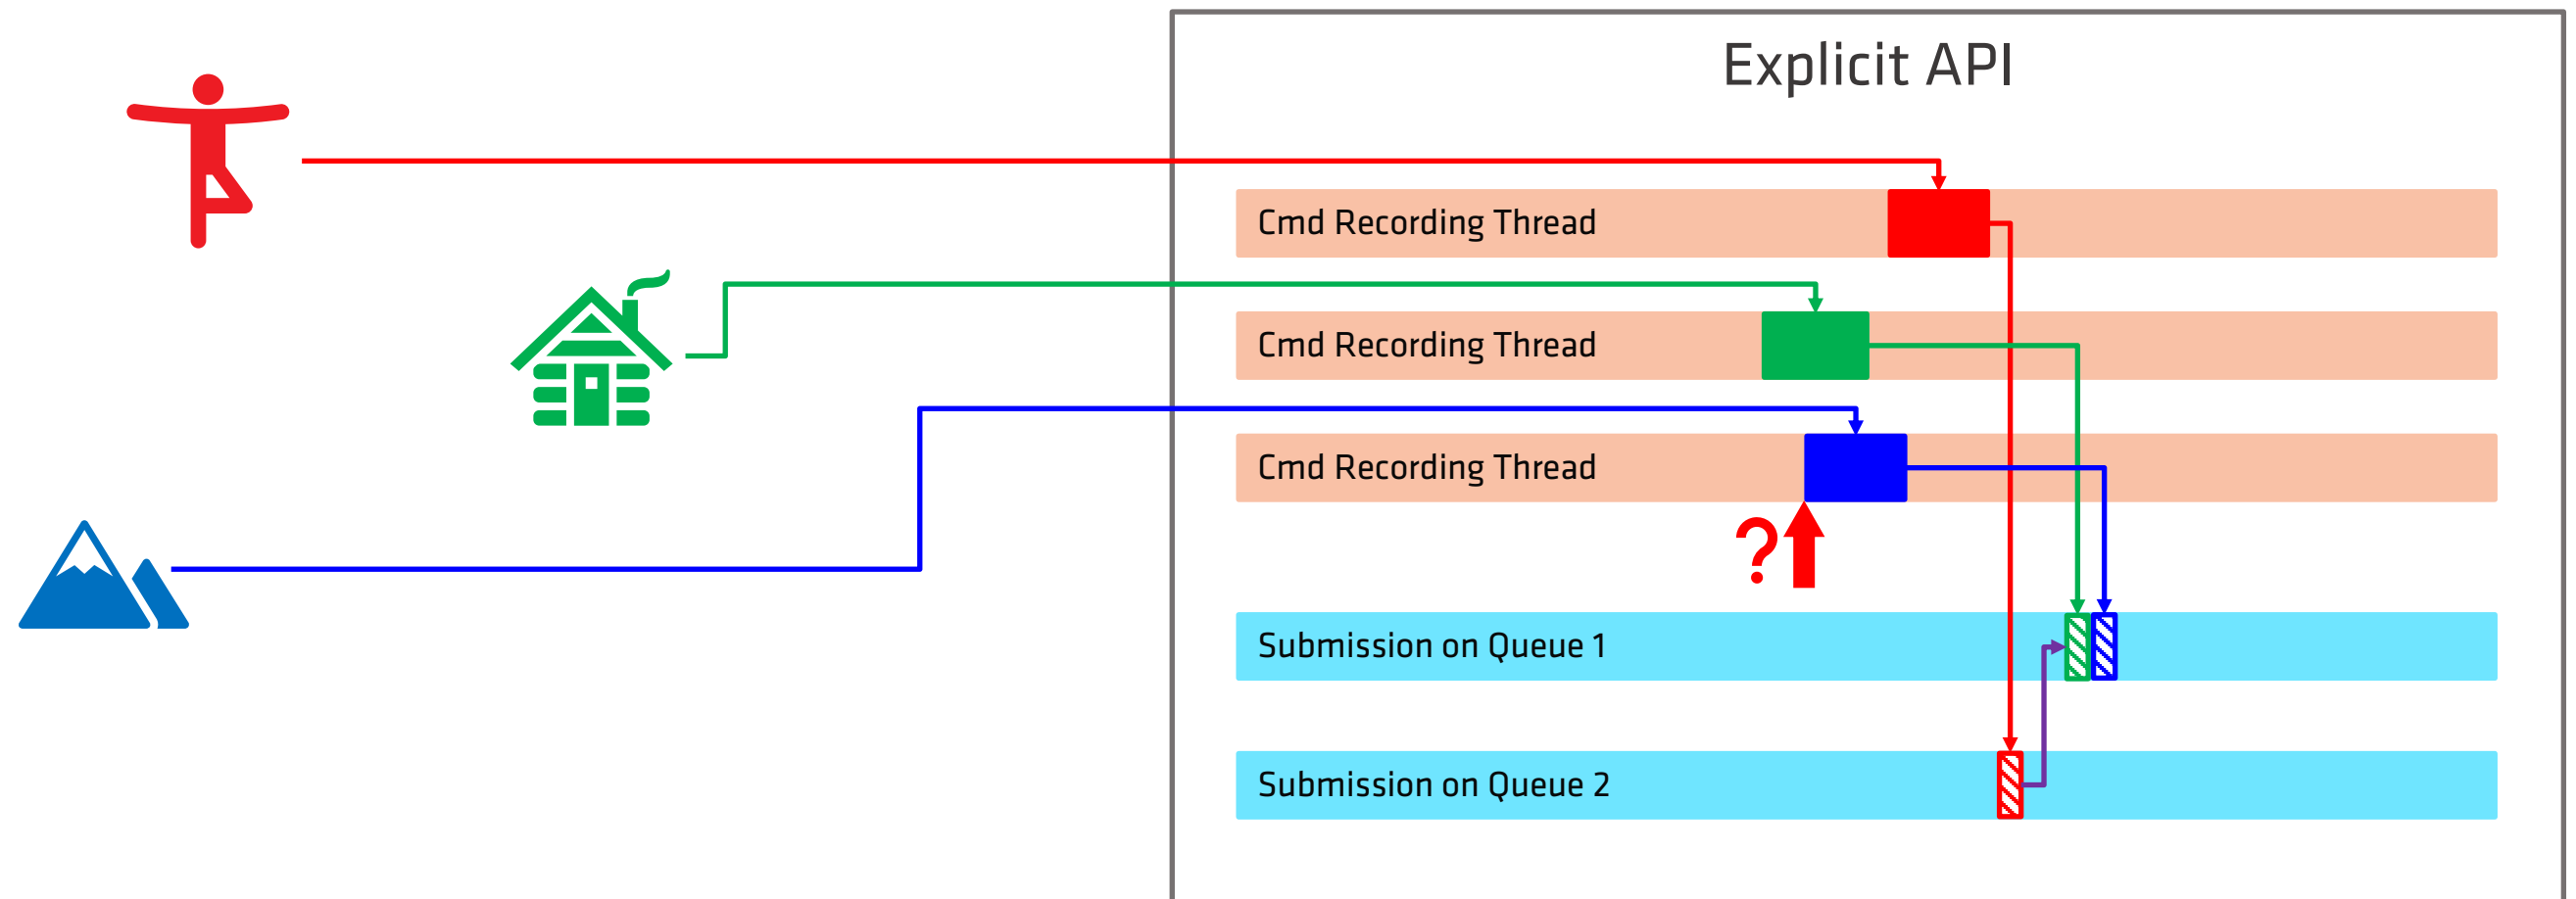 Explicit API
Cmd Recording Thread
Cmd Recording Thread
Cmd Recording Thread
?
Submission on Queue 1
Submission on Queue 2